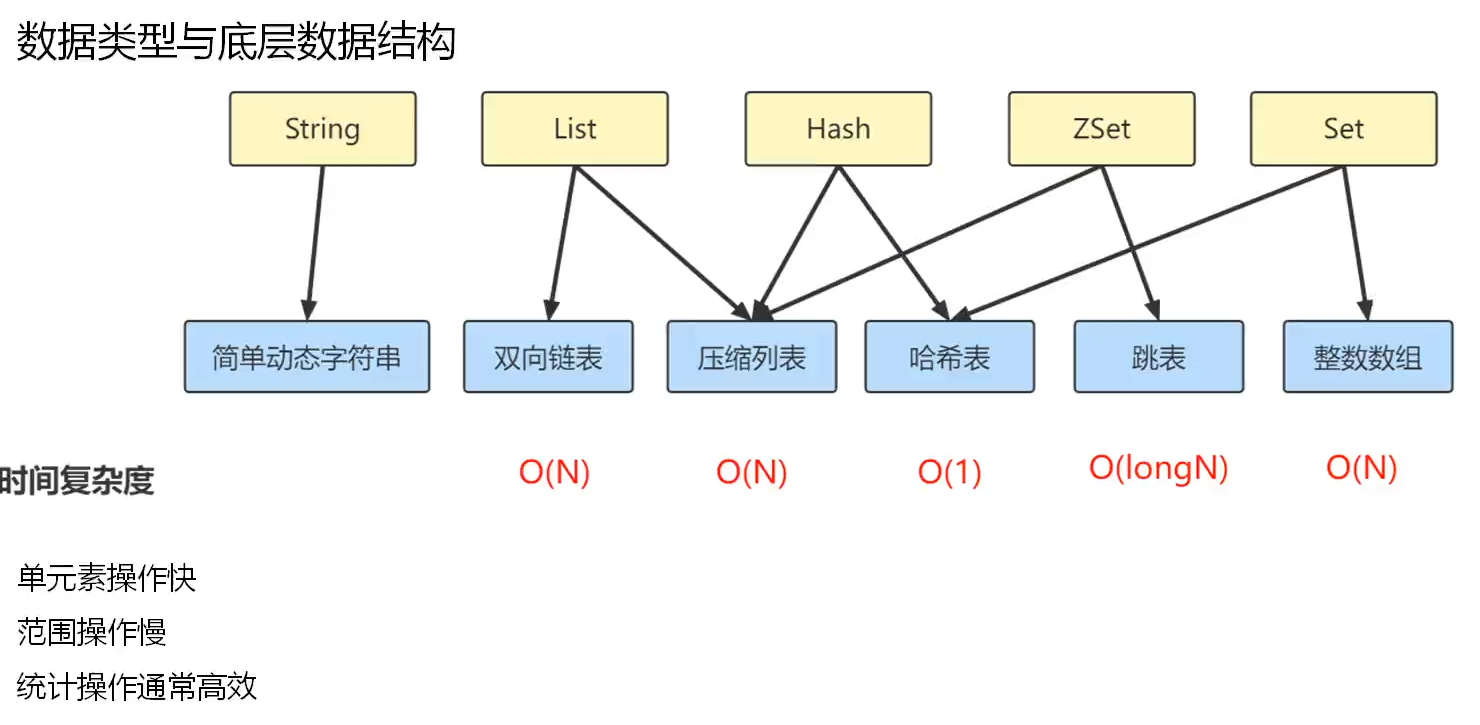 数据类型与底层数据结构
String List Hash ZSet Set
简单动态字符串 双向链表 压缩列表 哈希表 跳表 整数数组
时间复杂度 O(N) O(N) O(1) O(longN) O(N)
单元素操作快
范围操作慢
统计操作通常高效